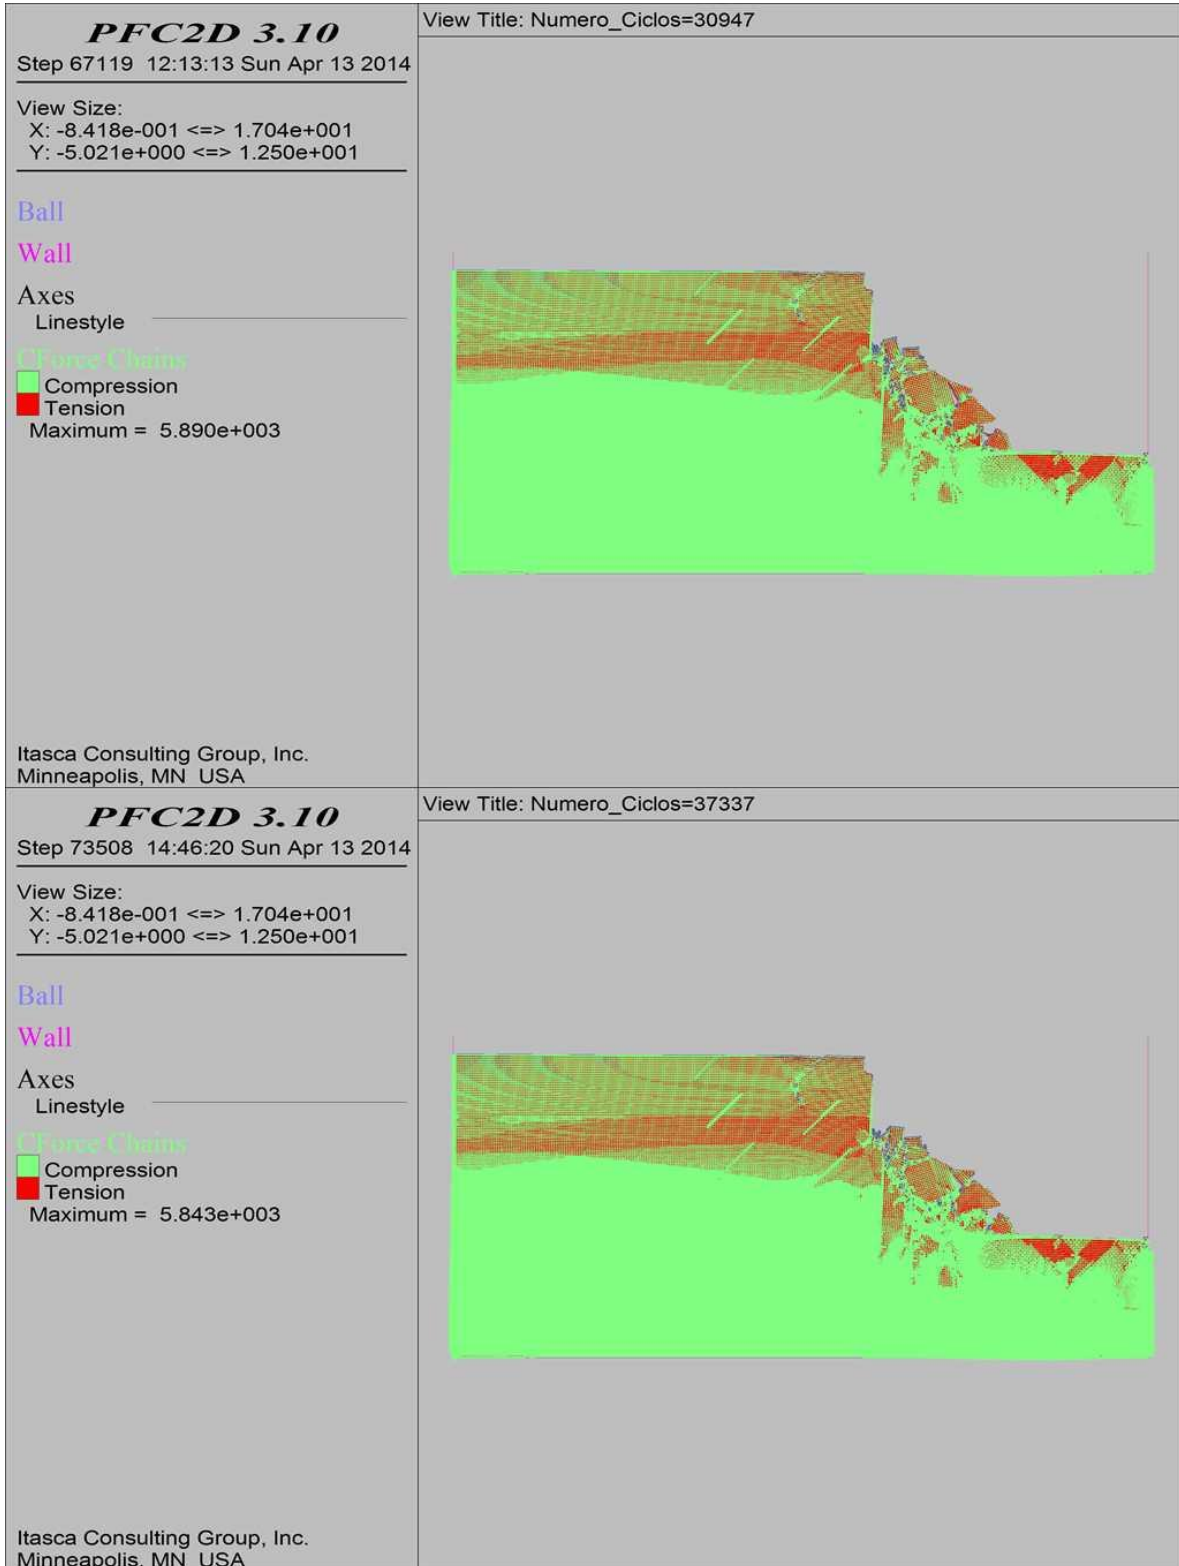 PFC2D 3.10
Step 67119 12:13:13 Sun Apr 13 2014
View Size:
X: -8.418e-001 <=> 1.704e+001
Y: -5.021e+000 <=> 1.250e+001
Ball
Wall
Axes
Linestyle
CForce Chains
Compression
Tension
Maximum = 5.890e+003
Itasca Consulting Group, Inc.
Minneapolis, MN USA
View Title: Numero_Ciclos=30947
PFC2D 3.10
Step 73508 14:46:20 Sun Apr 13 2014
View Size:
X: -8.418e-001 <=> 1.704e+001
Y: -5.021e+000 <=> 1.250e+001
Ball
Wall
Axes
Linestyle
CForce Chains
Compression
Tension
Maximum = 5.843e+003
Itasca Consulting Group, Inc.
Minneapolis, MN USA
View Title: Numero_Ciclos=37337